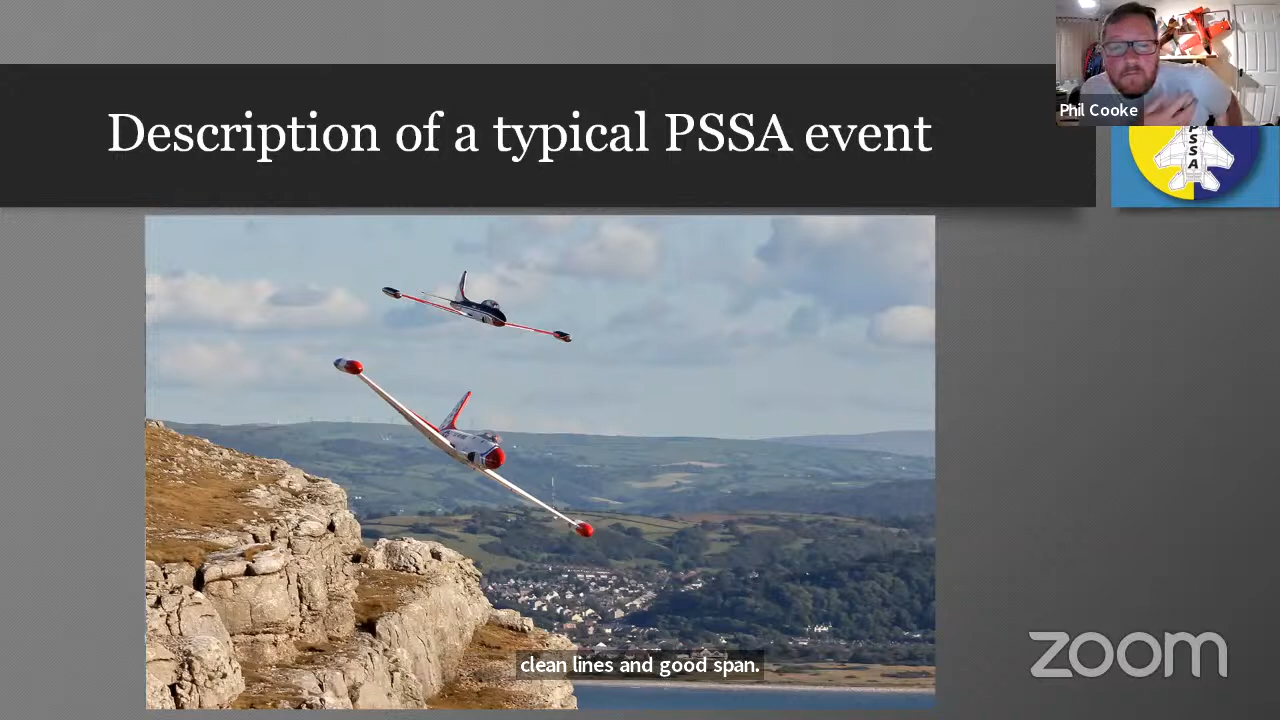 Description of a typical PSSA event
Phil Cooke
PSSA
clean lines and good span.
zoom